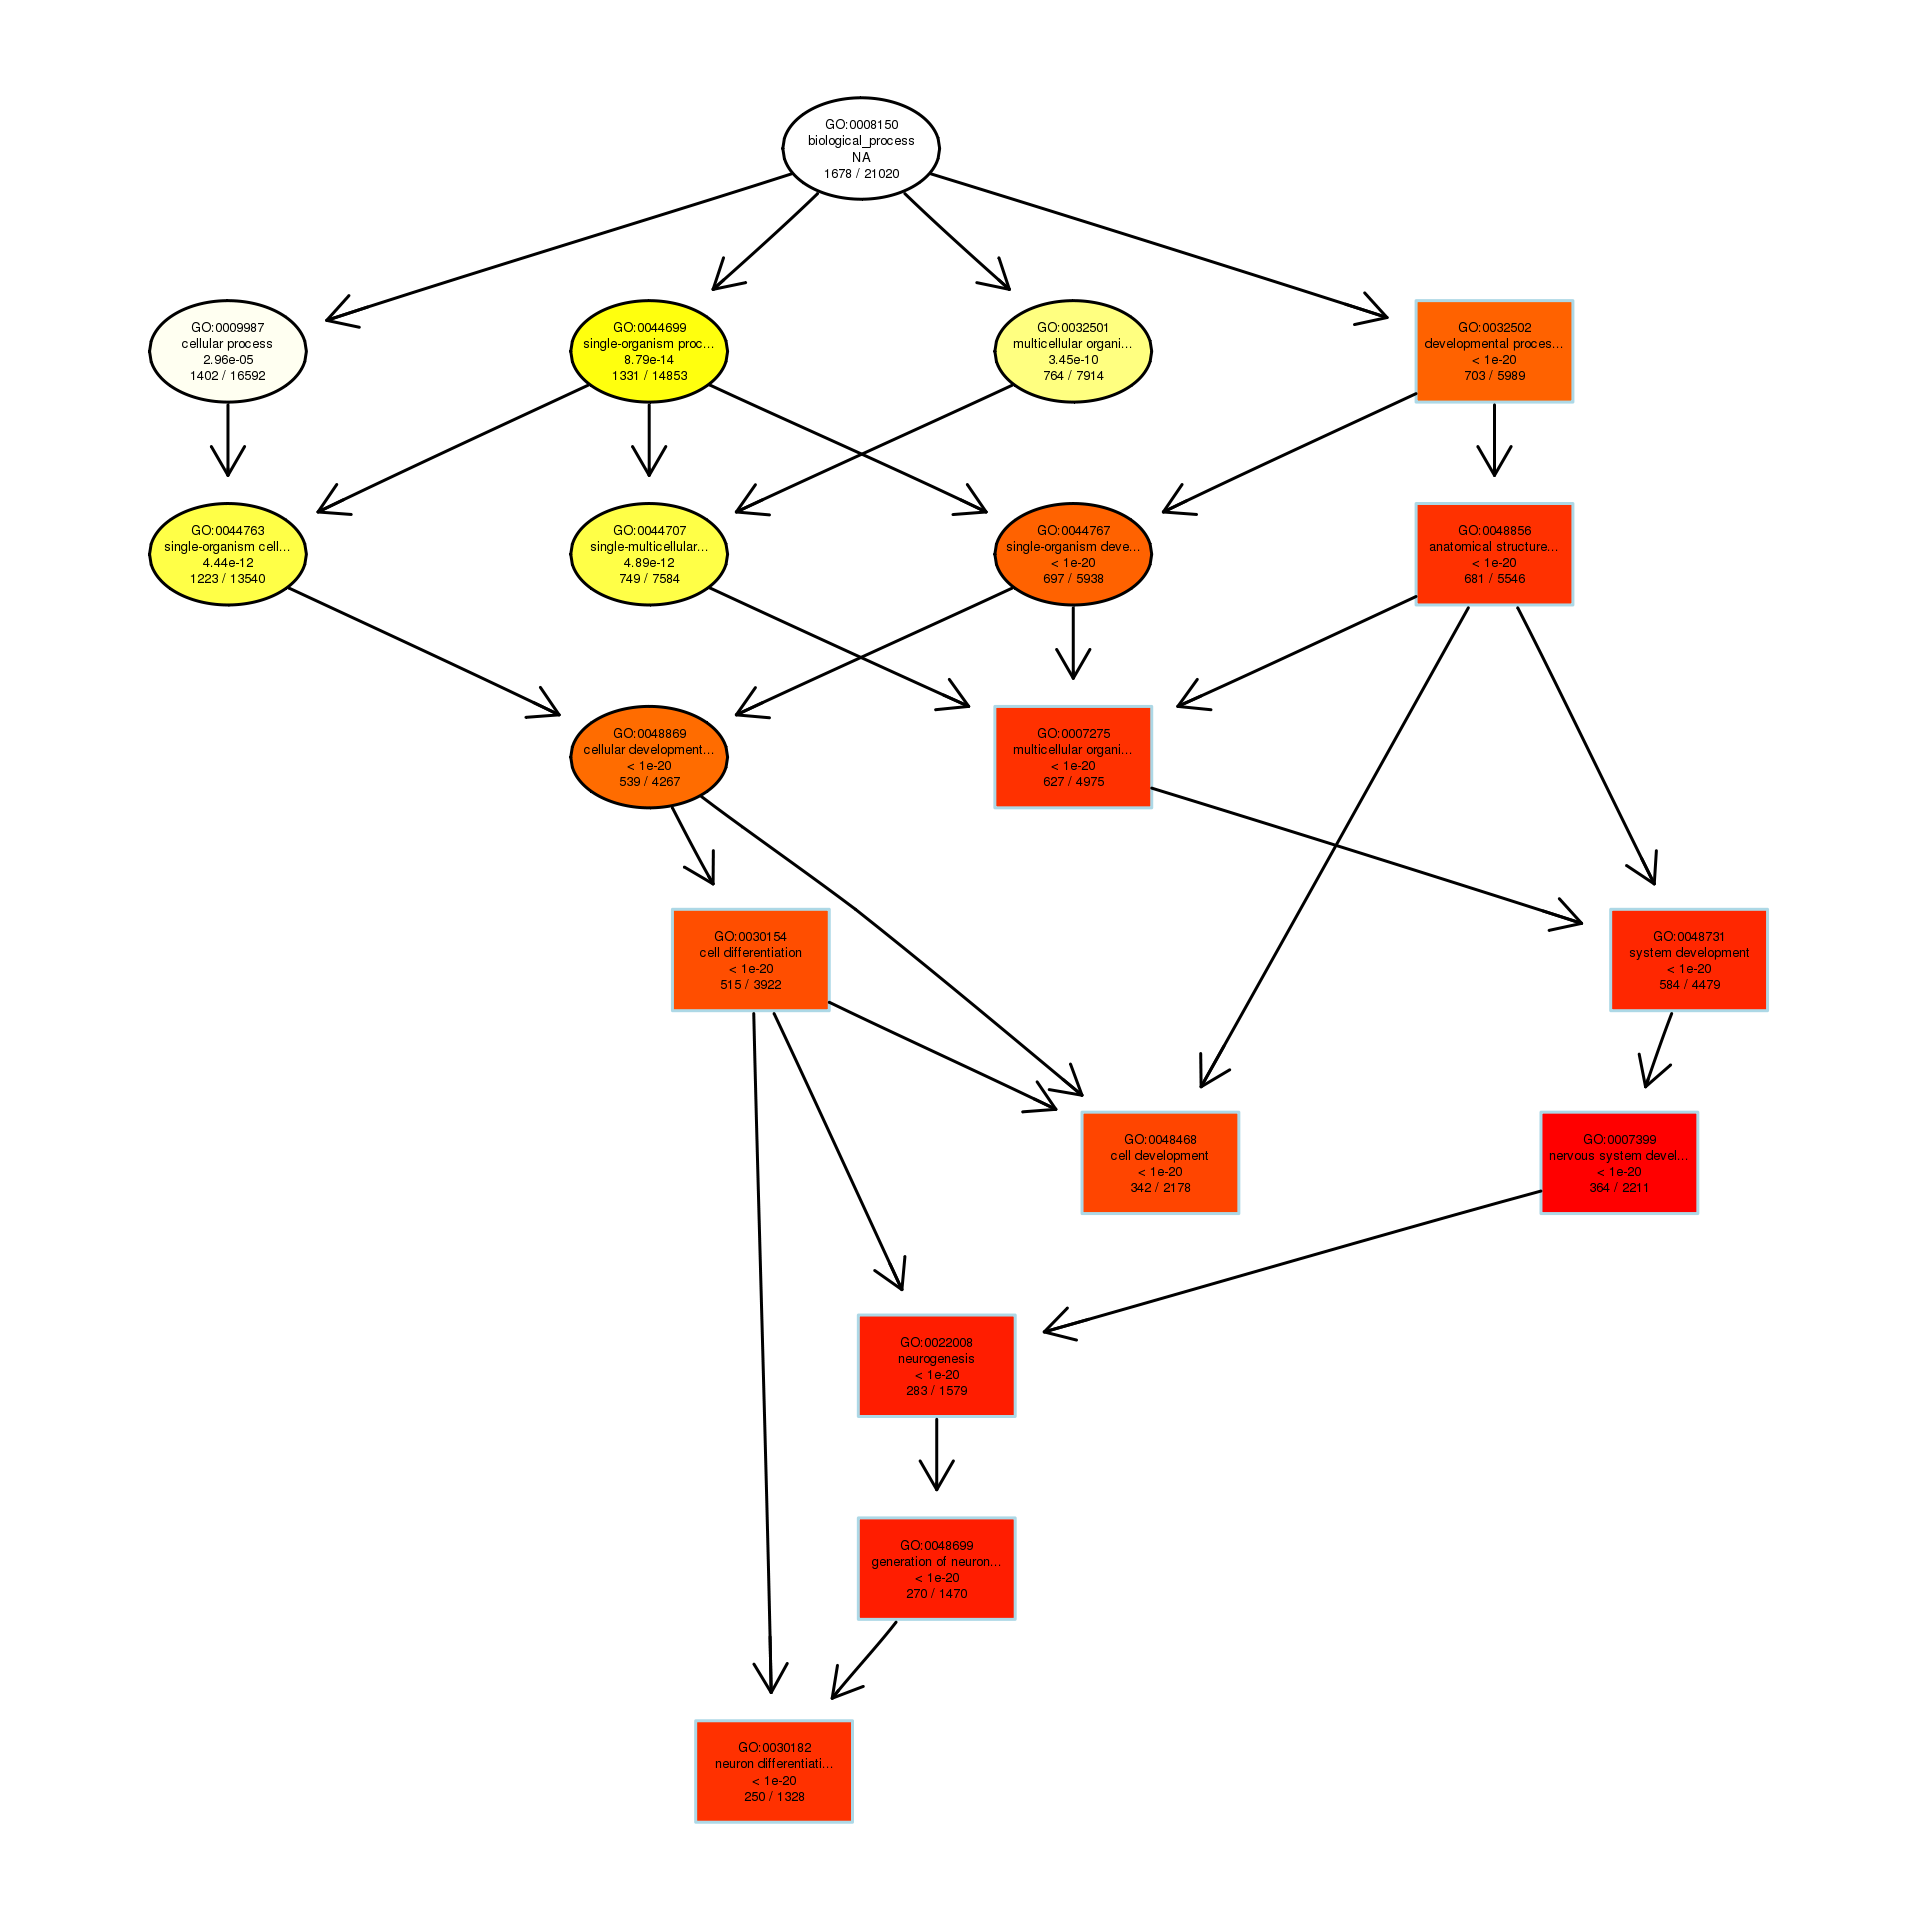 GO:0008150
biological_process
NA
1678 / 21020
GO:0009987
cellular process
2.96e-05
1402 / 16592
GO:0044699
single-organism proc...
8.79e-14
1331 / 14853
GO:0032501
multicellular organi...
3.45e-10
764 / 7914
GO:0032502
developmental proces...
< 1e-20
703 / 5989
GO:0044763
single-organism cell...
4.44e-12
1223 / 13540
GO:0044707
single-multicellular...
4.89e-12
749 / 7584
GO:0044767
single-organism deve...
< 1e-20
697 / 5938
GO:0048856
anatomical structure...
< 1e-20
681 / 5546
GO:0048869
cellular development...
< 1e-20
539 / 4267
GO:0007275
multicellular organi...
< 1e-20
627 / 4975
GO:0030154
cell differentiation
< 1e-20
515 / 3922
GO:0048731
system development
< 1e-20
584 / 4479
GO:0048468
cell development
< 1e-20
342 / 2178
GO:0007399
nervous system devel...
< 1e-20
364 / 2211
GO:0022008
neurogenesis
< 1e-20
283 / 1579
GO:0048699
generation of neuron...
< 1e-20
270 / 1470
GO:0030182
neuron differentiati...
< 1e-20
250 / 1328